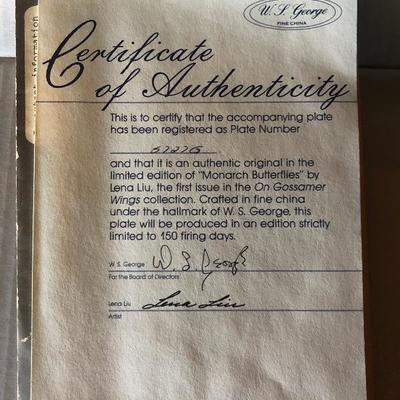 W. S. George
FINE CHINA
Certificate
of Authenticity
This is to certify that the accompanying plate
has been registered as Plate Number
and that it is an authentic original in the
limited edition of "Monarch Butterflies" by
Lena Liu, the first issue in the On Gossamer
Wings collection. Crafted in fine china
under the hallmark of W. S. George, this
plate will be produced in an edition strictly
limited to 150 firing days.
W. S. George W. S. George
For the Board of Directors
Lena Liu Lena Liu
Artist
information